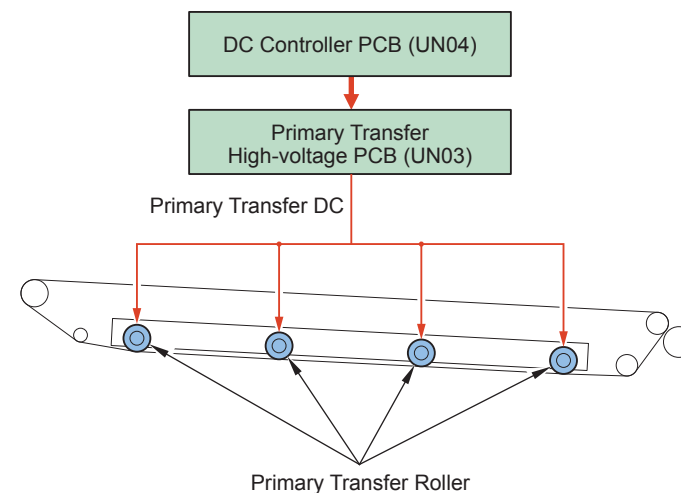 DC Controller PCB (UN04)
Primary Transfer
High-voltage PCB (UN03)
Primary Transfer DC
Primary Transfer Roller